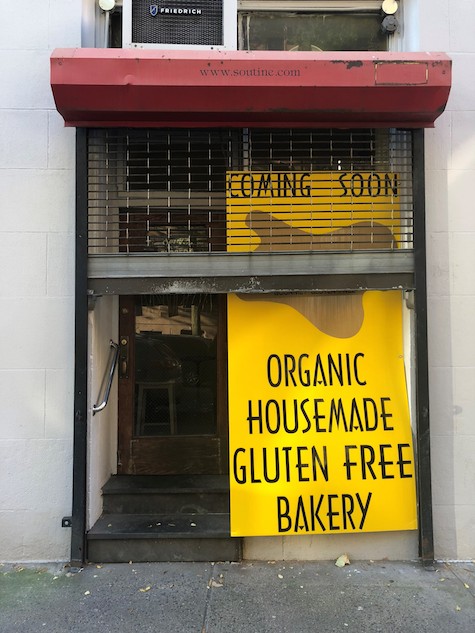 FRIEDRICH
www.soutine.com
COMING SOON
ORGANIC
HOUSEMADE
GLUTEN FREE
BAKERY